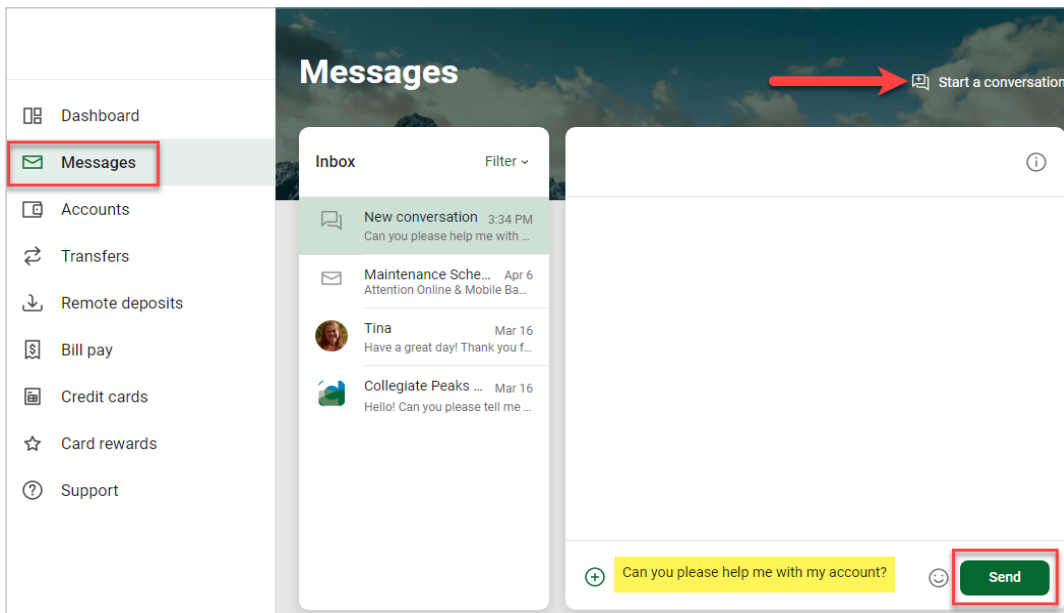 Messages
Start a conversation
Dashboard
Messages
Accounts
Transfers
Remote deposits
Bill pay
Credit cards
Card rewards
Support
Inbox
Filter
New conversation 3:34 PM
Can you please help me with ...
Maintenance Sche... Apr 6
Attention Online & Mobile Ba...
Tina Mar 16
Have a great day! Thank you f...
Collegiate Peaks ... Mar 16
Hello! Can you please tell me ...
Can you please help me with my account?
Send